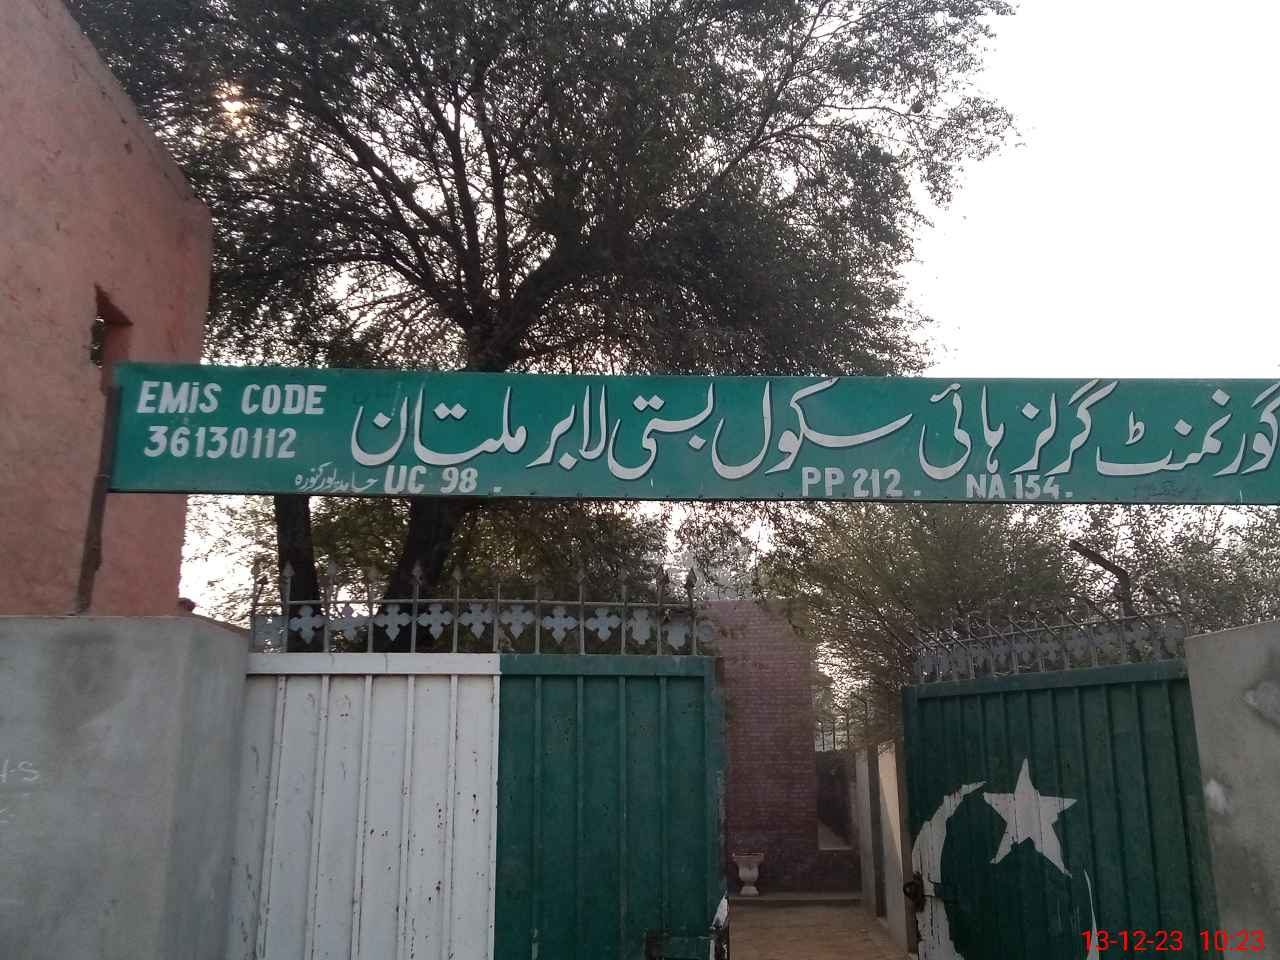 گورنمنٹ گرلز ہائی سکول بستی لابر ملتان
EMiS CODE
36130112
NA 154.
PP 212.
UC 98.
13-12-23 10:23